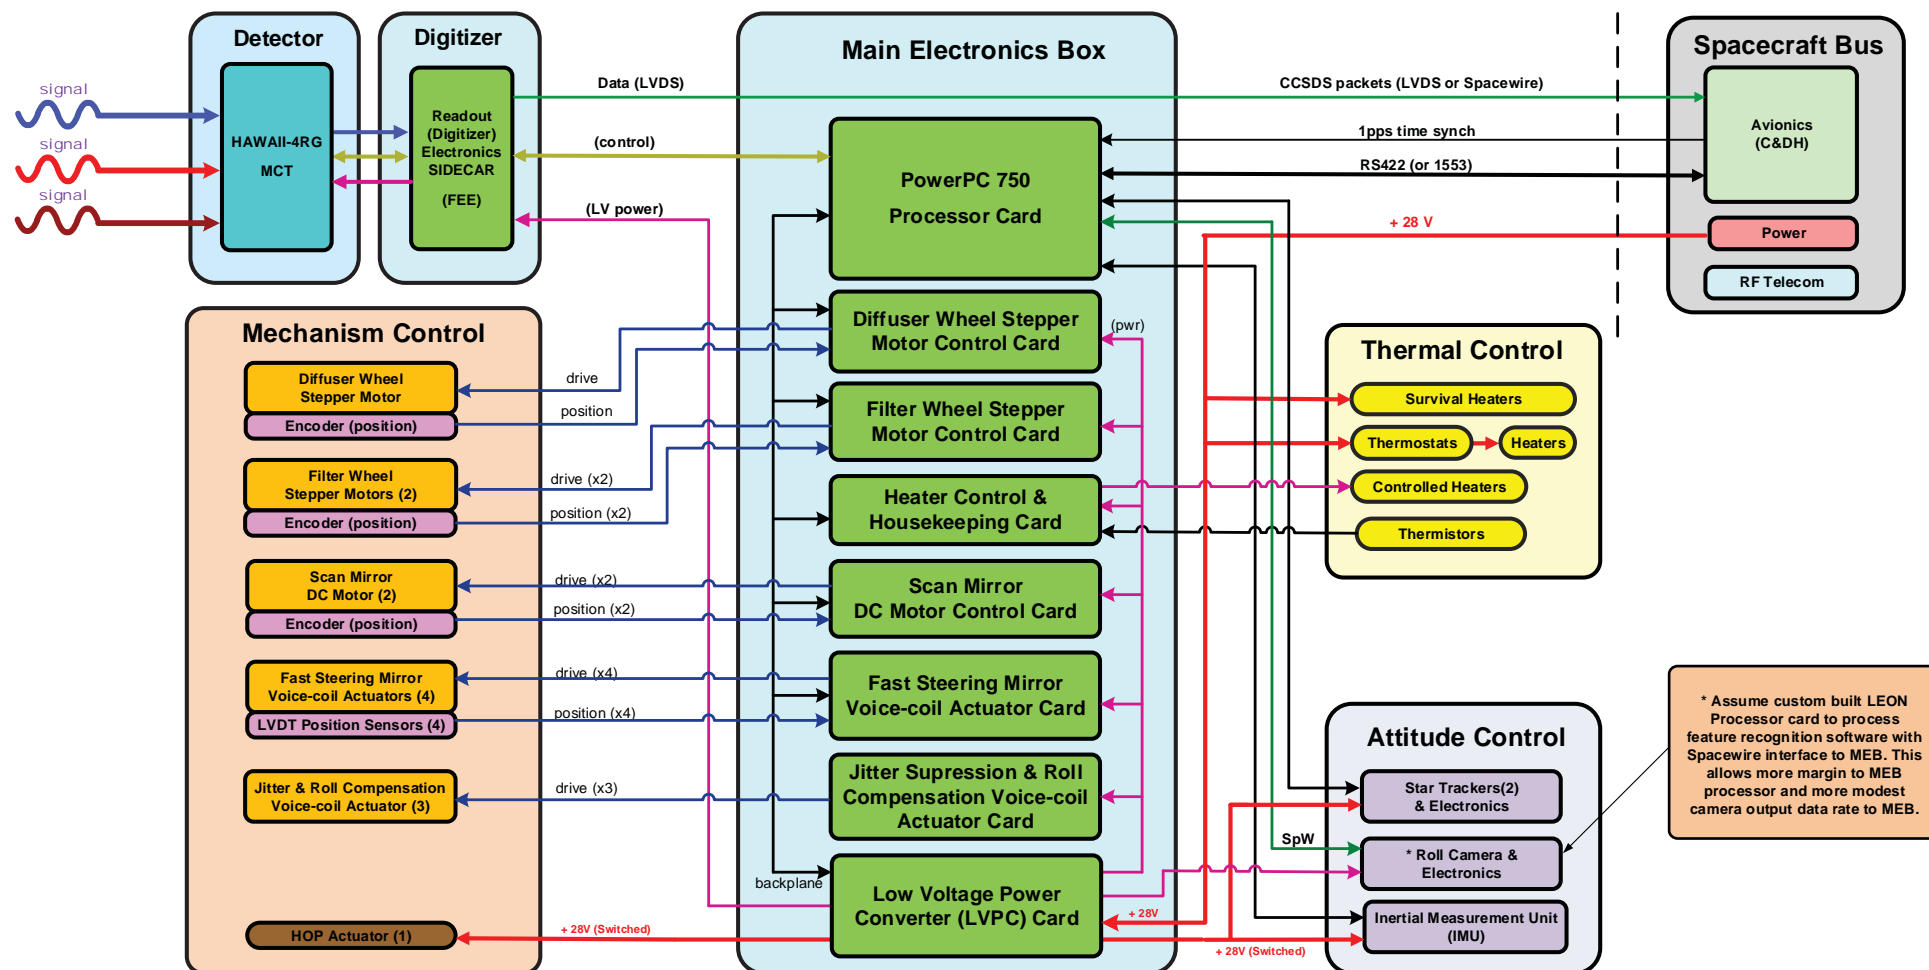 Detector
Digitizer
Main Electronics Box
Spacecraft Bus
signal
signal
signal
HAWAII-4RG
MCT
Readout
(Digitizer)
Electronics
SIDECAR
(FEE)
Data (LVDS)
(control)
(LV power)
CCSDS packets (LVDS or Spacewire)
1pps time synch
RS422 (or 1553)
+ 28 V
Avionics
(C&DH)
Power
RF Telecom
PowerPC 750
Processor Card
Diffuser Wheel Stepper
Motor Control Card
(pwr)
Filter Wheel Stepper
Motor Control Card
Heater Control &
Housekeeping Card
Scan Mirror
DC Motor Control Card
Fast Steering Mirror
Voice-coil Actuator Card
Jitter Supression & Roll
Compensation Voice-coil
Actuator Card
backplane
Low Voltage Power
Converter (LVPC) Card
Mechanism Control
Diffuser Wheel
Stepper Motor
Encoder (position)
drive
position
Filter Wheel
Stepper Motors (2)
Encoder (position)
drive (x2)
position (x2)
Scan Mirror
DC Motor (2)
Encoder (position)
drive (x2)
position (x2)
Fast Steering Mirror
Voice-coil Actuators (4)
LVDT Position Sensors (4)
drive (x4)
position (x4)
Jitter & Roll Compensation
Voice-coil Actuator (3)
drive (x3)
HOP Actuator (1)
+ 28V (Switched)
Thermal Control
Survival Heaters
Thermostats
Heaters
Controlled Heaters
Thermistors
Attitude Control
Star Trackers(2)
& Electronics
SpW
* Roll Camera &
Electronics
Inertial Measurement Unit
(IMU)
+ 28V
+ 28V (Switched)
* Assume custom built LEON
Processor card to process
feature recognition software with
Spacewire interface to MEB. This
allows more margin to MEB
processor and more modest
camera output data rate to MEB.